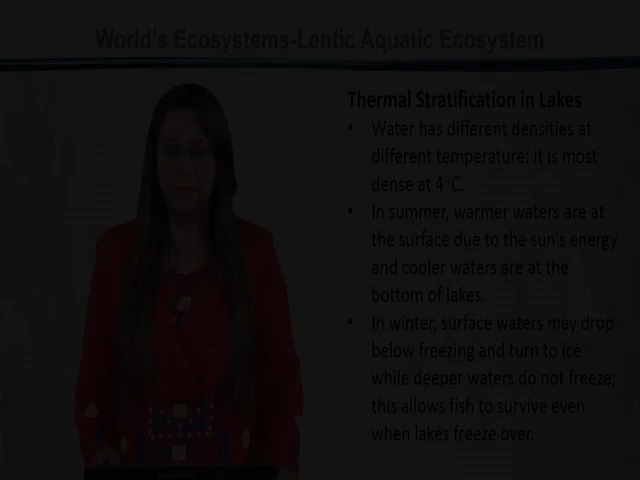 World's Ecosystems-Lentic Aquatic Ecosystem
Thermal Stratification in Lakes
• Water has different densities at
different temperature: it is most
dense at 4°C.
• In summer, warmer waters are at
the surface due to the sun's energy
and cooler waters are at the
bottom of lakes.
• In winter, surface waters may drop
below freezing and turn to ice
while deeper waters do not freeze;
this allows fish to survive even
when lakes freeze over.